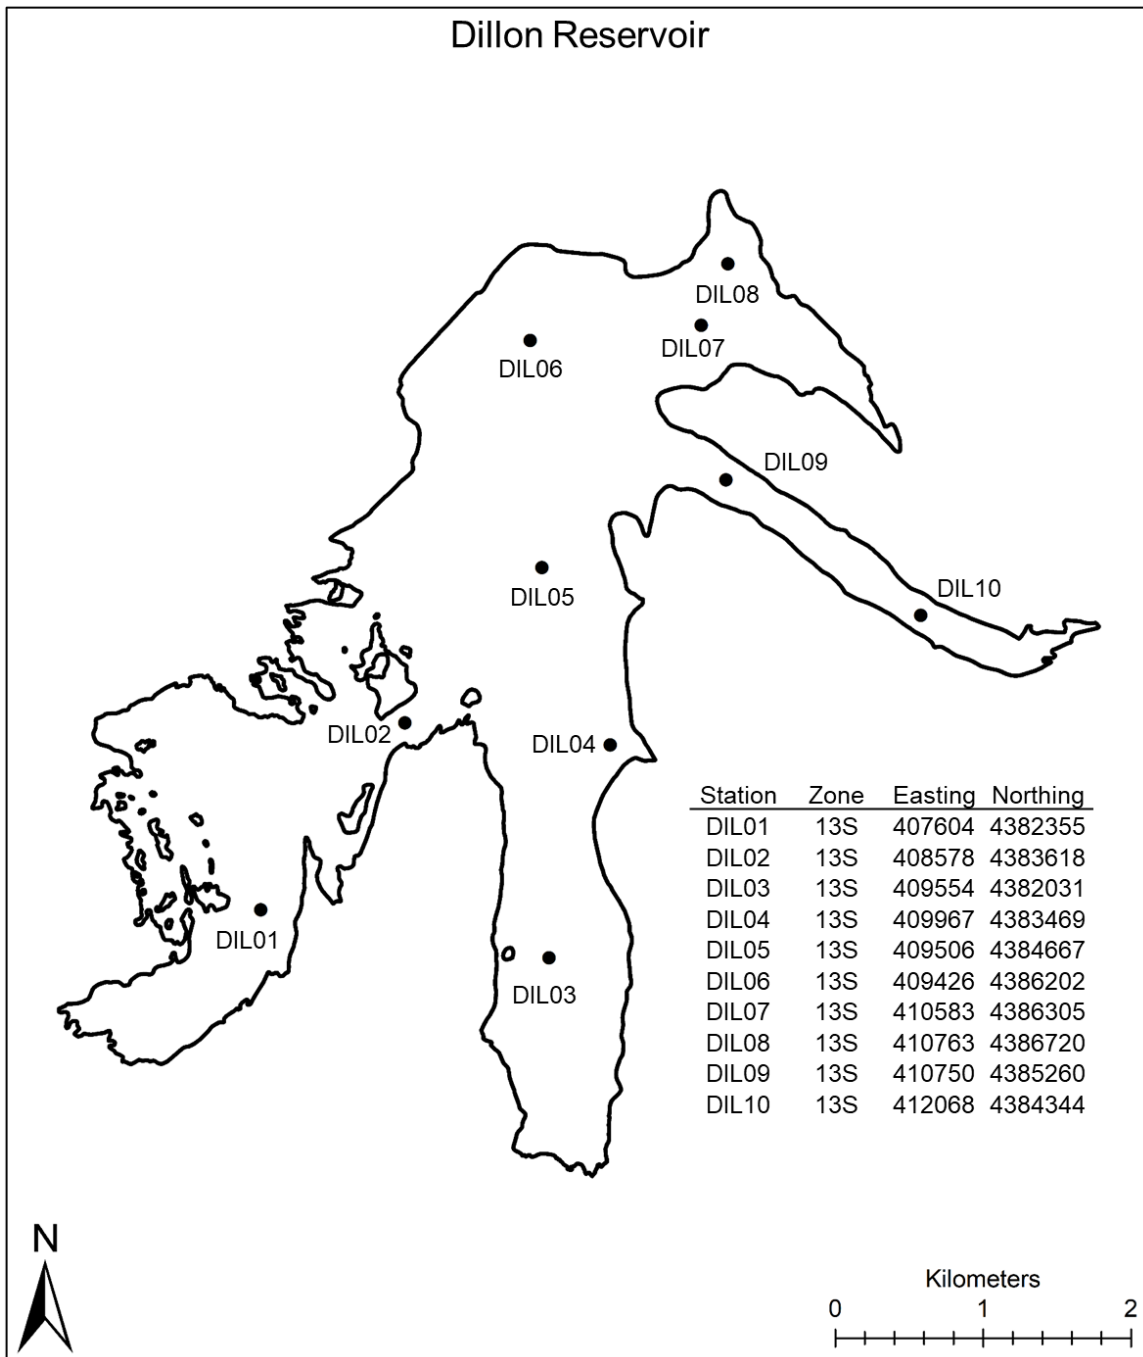 Dillon Reservoir
DIL08
DIL07
DIL06
DIL09
DIL05
DIL10
DIL02
DIL04
Station Zone Easting Northing
DIL01 13S 407604 4382355
DIL02 13S 408578 4383618
DIL03 13S 409554 4382031
DIL04 13S 409967 4383469
DIL05 13S 409506 4384667
DIL06 13S 409426 4386202
DIL07 13S 410583 4386305
DIL08 13S 410763 4386720
DIL09 13S 410750 4385260
DIL10 13S 412068 4384344
DIL01
DIL03
N
Kilometers
0 1 2